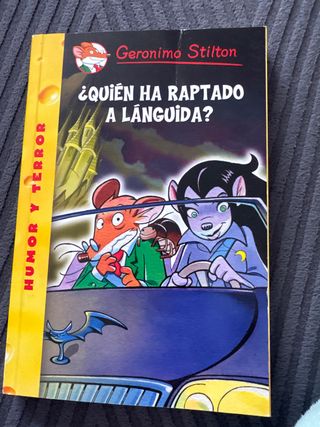 Geronimo Stilton
¿QUIÉN HA RAPTADO
A LÁNGUIDA?
HUMOR Y TERROR